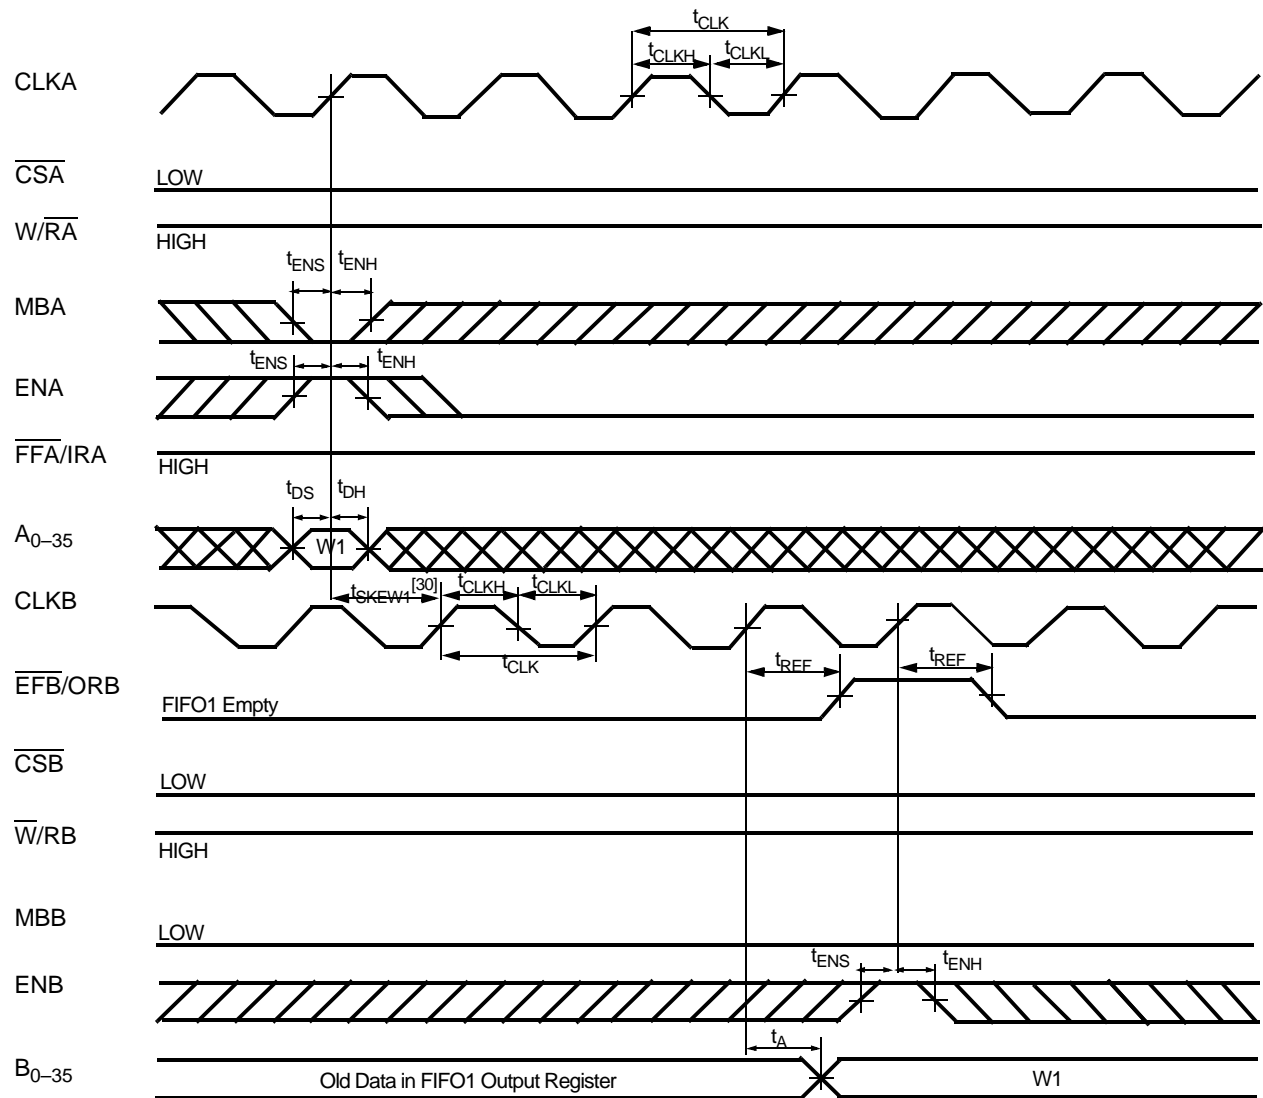 tCLK
tCLKH tCLKL
CLKA
CSA LOW
W/RA HIGH
tENS tENH
MBA
tENS tENH
ENA
FFA/IRA HIGH
tDS tDH
A0–35 W1
tSKEW1[30] tCLKH tCLKL
CLKB
tCLK tREF tREF
EFB/ORB FIFO1 Empty
CSB LOW
W/RB HIGH
MBB LOW
tENS tENH
ENB
tA
B0–35 Old Data in FIFO1 Output Register W1